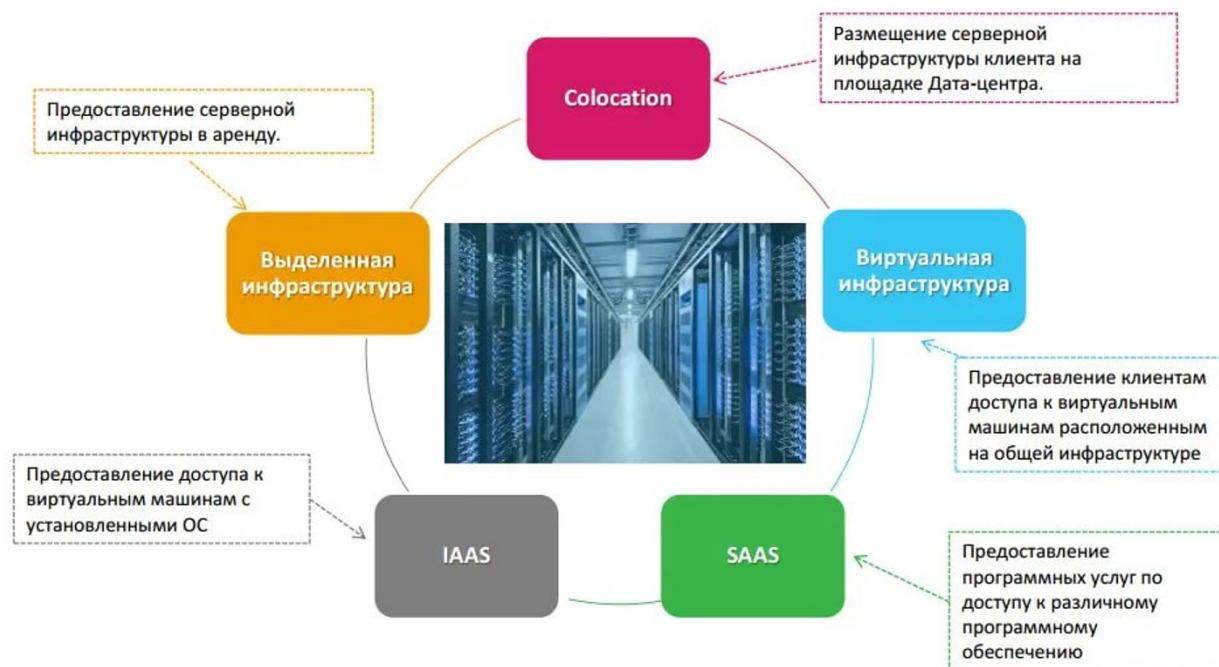 Colocation
Размещение серверной
инфраструктуры клиента на
площадке Дата-центра.
Предоставление серверной
инфраструктуры в аренду.
Выделенная
инфраструктура
Виртуальная
инфраструктура
Предоставление клиентам
доступа к виртуальным
машинам расположенным
на общей инфраструктуре
Предоставление доступа к
виртуальным машинам с
установленными ОС
IAAS
SAAS
Предоставление
программных услуг по
доступу к различному
программному
обеспечению